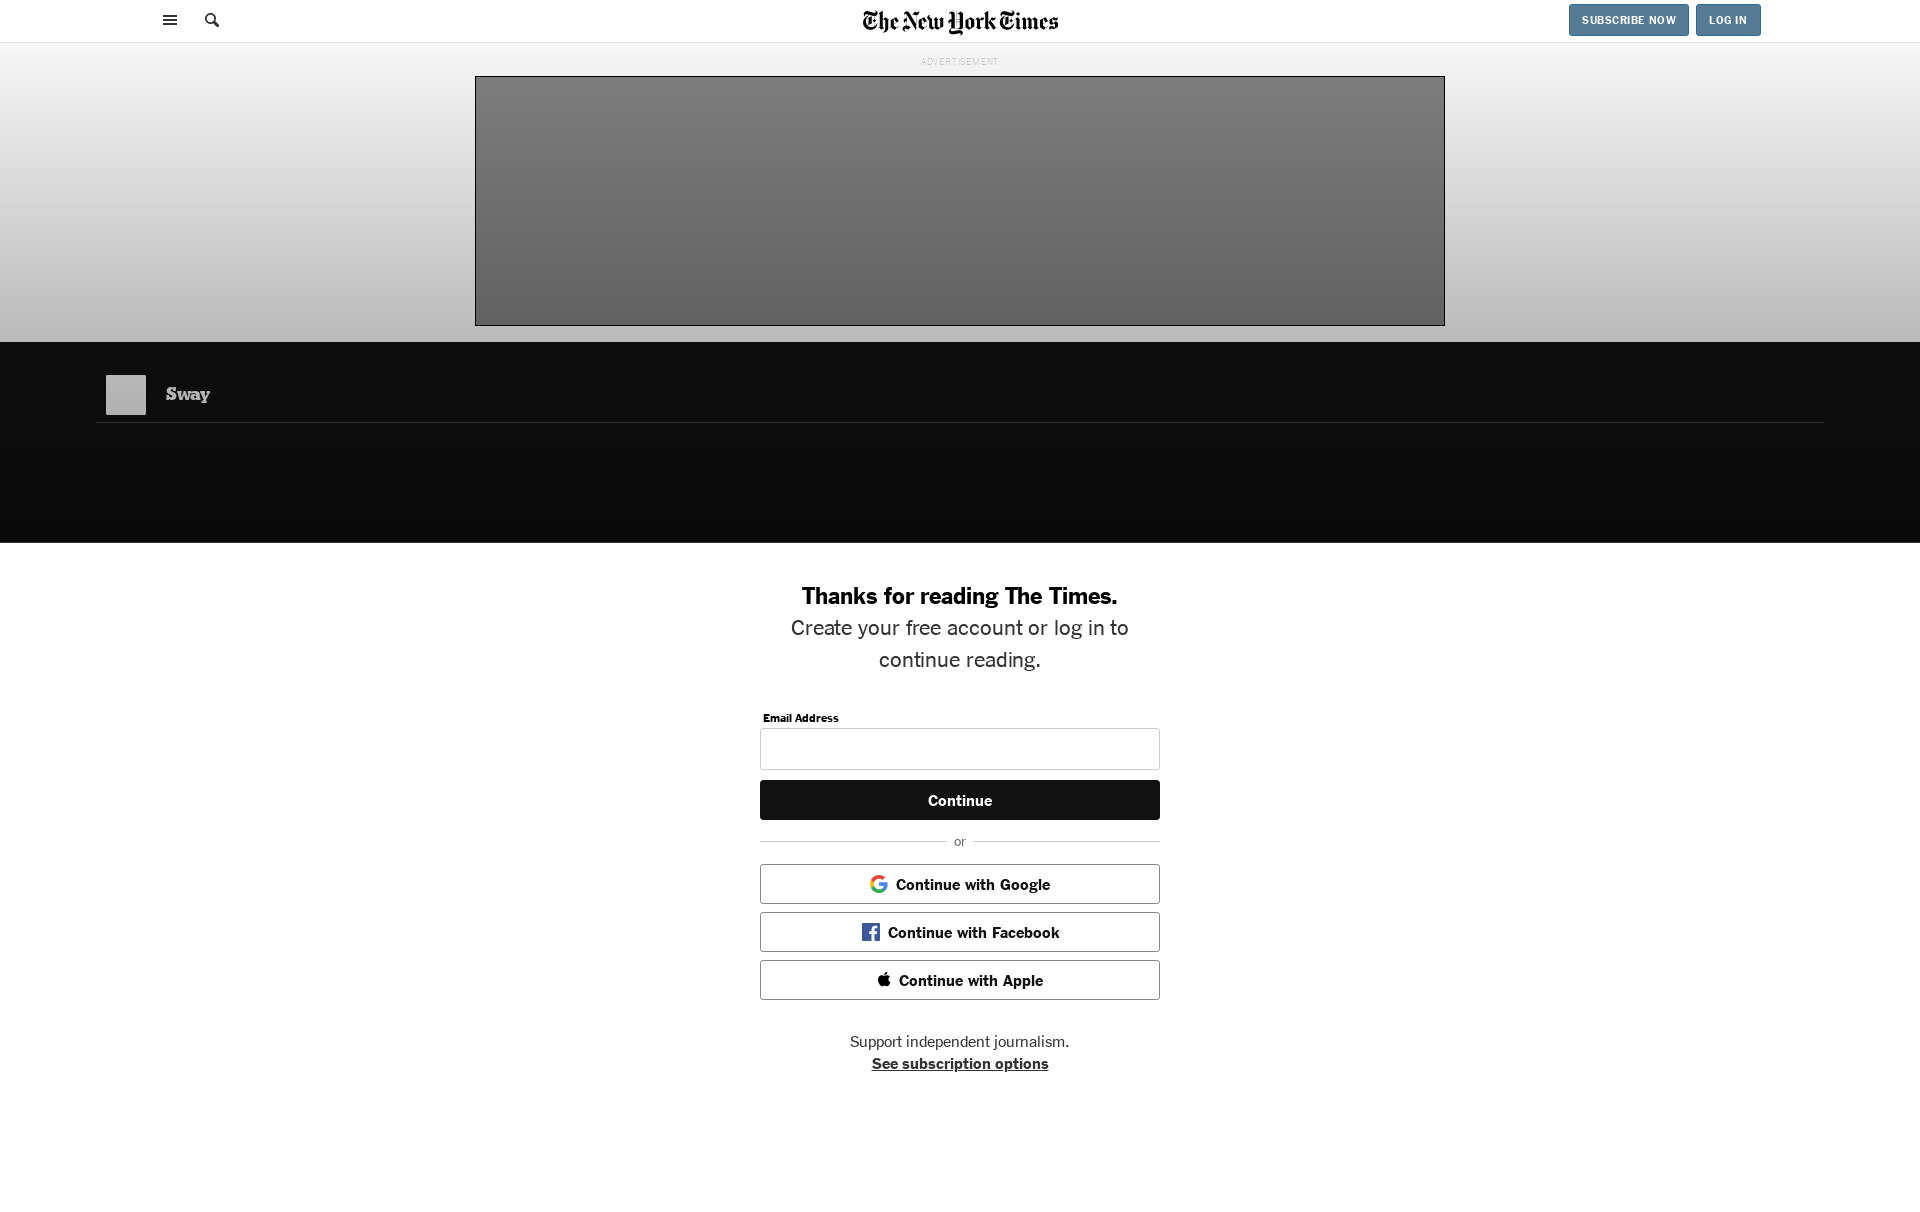 The New York Times
SUBSCRIBE NOW
LOG IN
ADVERTISEMENT
Sway
Thanks for reading The Times.
Create your free account or log in to
continue reading.
Email Address
Continue
or
Continue with Google
Continue with Facebook
Continue with Apple
Support independent journalism.
See subscription options